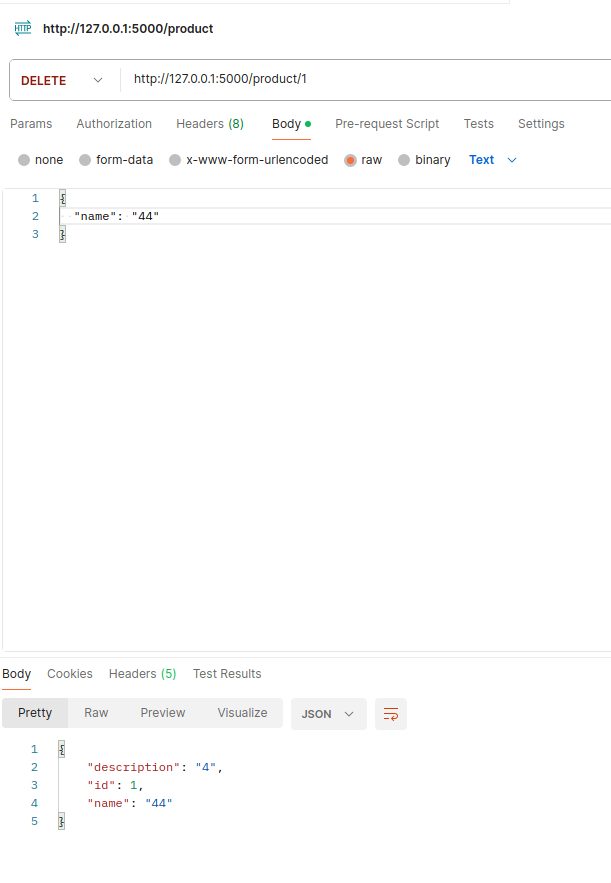 HTTP http://127.0.0.1:5000/product
DELETE http://127.0.0.1:5000/product/1
Params Authorization Headers (8) Body Pre-request Script Tests Settings
none form-data x-www-form-urlencoded raw binary Text
1 {
2 "name": "44"
3 }
Body Cookies Headers (5) Test Results
Pretty Raw Preview Visualize JSON
1 {
2 "description": "4",
3 "id": 1,
4 "name": "44"
5 }